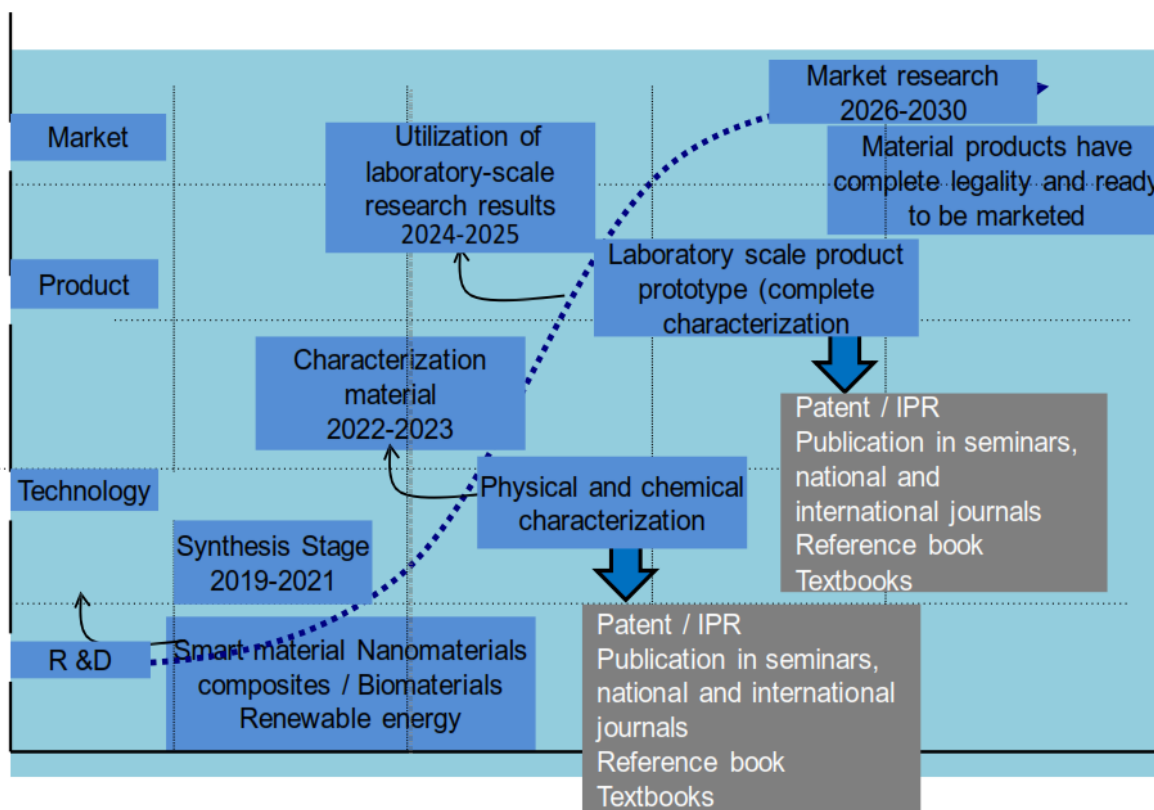 Market research
2026-2030
Market
Utilization of
laboratory-scale
research results
2024-2025
Material products have
complete legality and ready
to be marketed
Product
Laboratory scale product
prototype (complete
characterization
Characterization
material
2022-2023
Patent / IPR
Publication in seminars,
national and
international journals
Reference book
Textbooks
Technology
Physical and chemical
characterization
Synthesis Stage
2019-2021
R &D
Smart material Nanomaterials
composites / Biomaterials
Renewable energy
Patent / IPR
Publication in seminars,
national and international
journals
Reference book
Textbooks